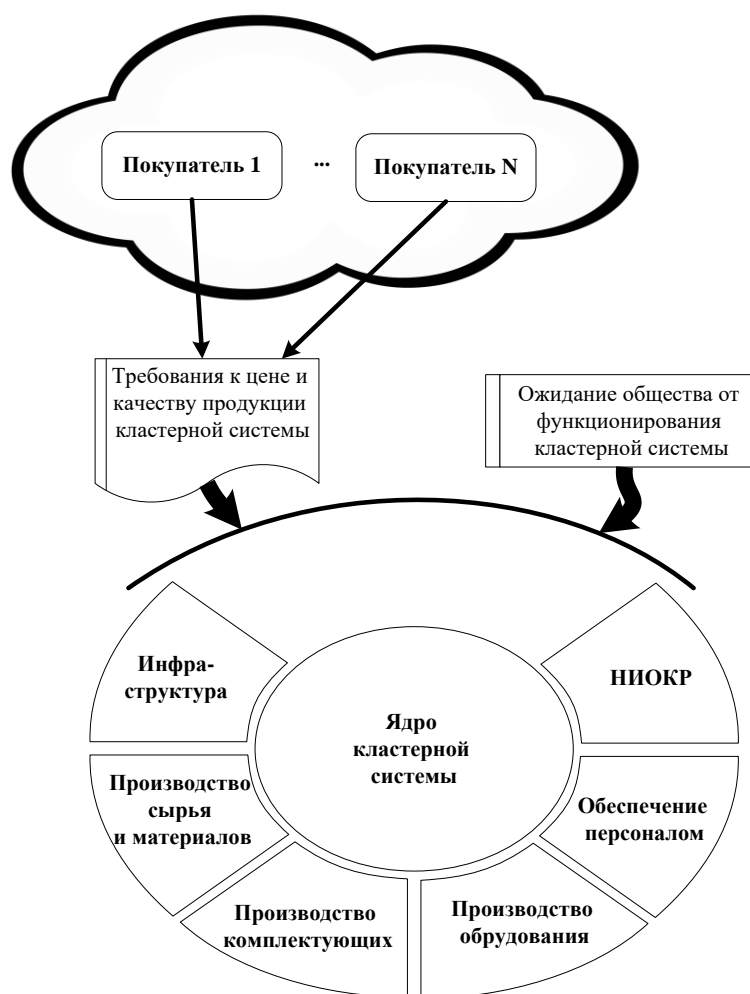 Покупатель 1
...
Покупатель N
Требования к цене и
качеству продукции
кластерной системы
Ожидание общества от
функционирования
кластерной системы
Инфра-
структура
НИОКР
Ядро
кластерной
системы
Производство
сырья
и материалов
Обеспечение
персоналом
Производство
комплектующих
Производство
обрудования